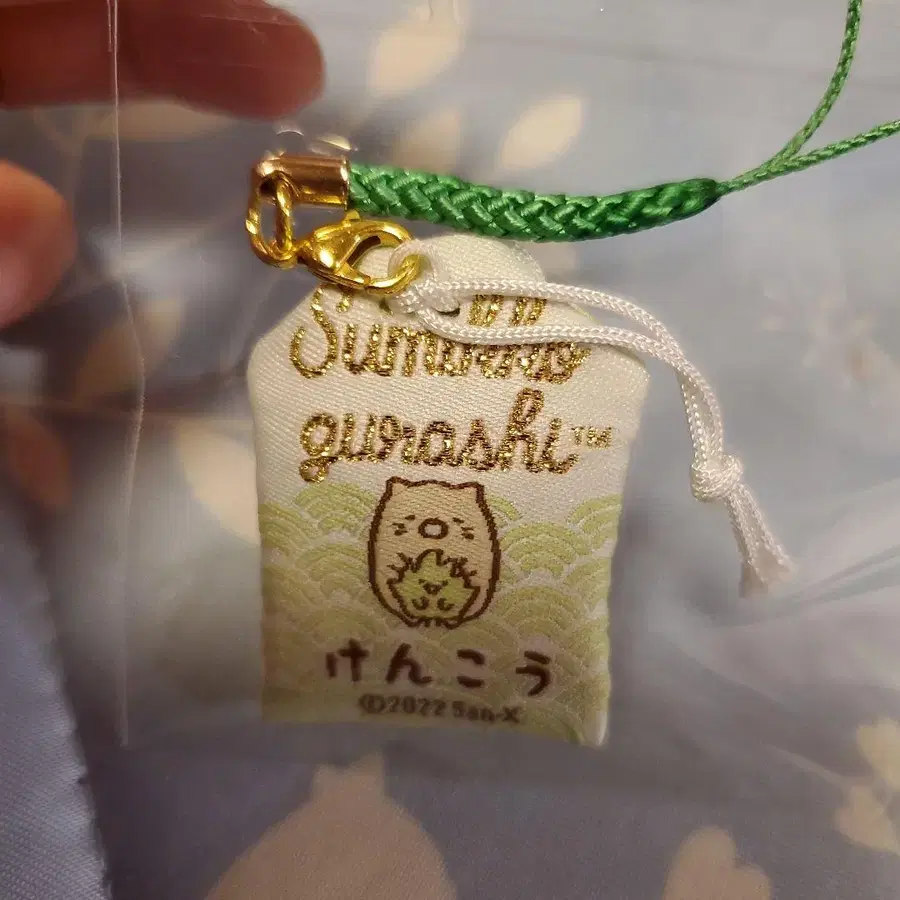 Sumikko
gurashi™
けんこう
©2022 San-X